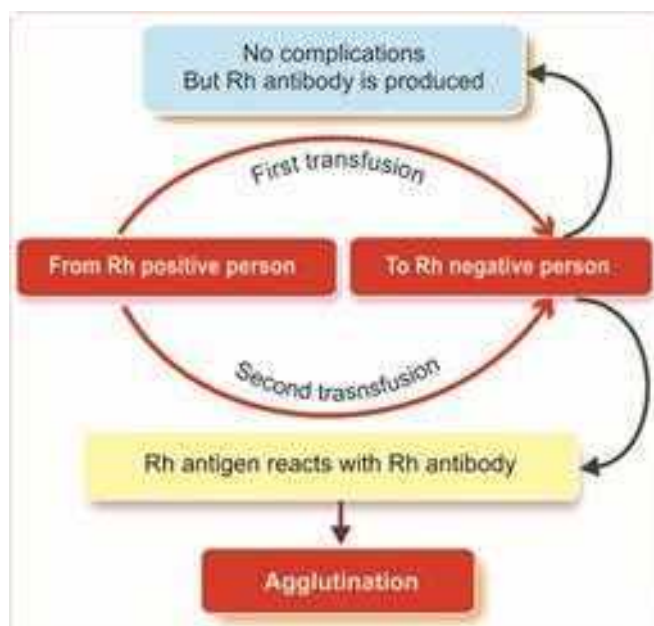 No complications
But Rh antibody is produced
First transfusion
From Rh positive person
To Rh negative person
Second trasnsfusion
Rh antigen reacts with Rh antibody
Agglutination